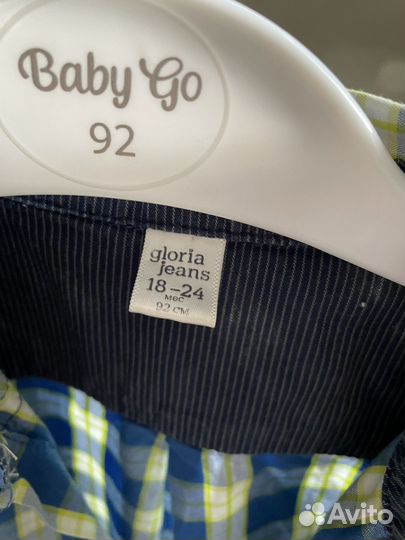 Baby Go
92
gloria
jeans
18-24
мес
92 см
Avito